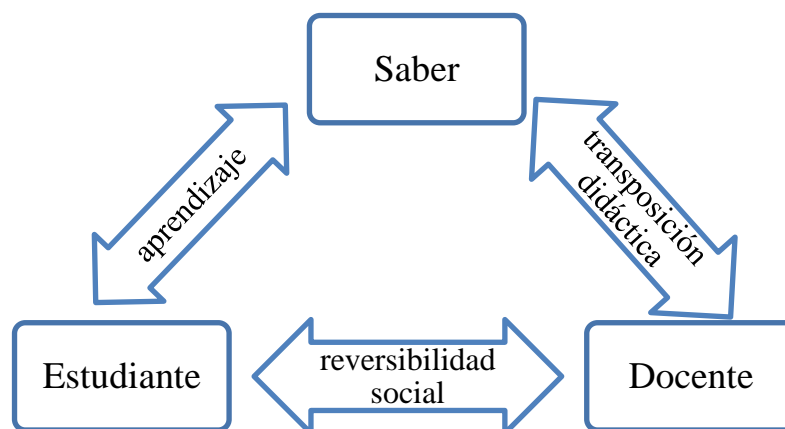 Saber
aprendizaje
transposición
didáctica
Estudiante
reversibilidad
social
Docente